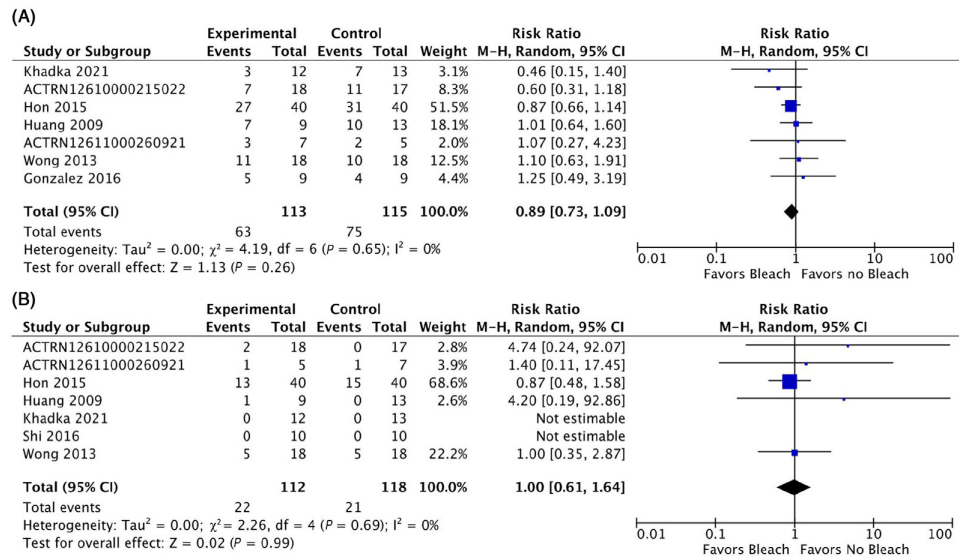 (A)
Experimental Control Risk Ratio Risk Ratio
Study or Subgroup Events Total Events Total Weight M-H, Random, 95% CI M-H, Random, 95% CI
Khadka 2021 3 12 7 13 3.1% 0.46 [0.15, 1.40]
ACTRN12610000215022 7 18 11 17 8.3% 0.60 [0.31, 1.18]
Hon 2015 27 40 31 40 51.5% 0.87 [0.66, 1.14]
Huang 2009 7 9 10 13 18.1% 1.01 [0.64, 1.60]
ACTRN12611000260921 3 7 2 5 2.0% 1.07 [0.27, 4.23]
Wong 2013 11 18 10 18 12.5% 1.10 [0.63, 1.91]
Gonzalez 2016 5 9 4 9 4.4% 1.25 [0.49, 3.19]
Total (95% CI) 113 115 100.0% 0.89 [0.73, 1.09]
Total events 63 75
Heterogeneity: Tau² = 0.00; χ² = 4.19, df = 6 (P = 0.65); I² = 0%
Test for overall effect: Z = 1.13 (P = 0.26)
0.01 0.1 1 10 100
Favors Bleach Favors no Bleach
(B)
Experimental Control Risk Ratio Risk Ratio
Study or Subgroup Events Total Events Total Weight M-H, Random, 95% CI M-H, Random, 95% CI
ACTRN12610000215022 2 18 0 17 2.8% 4.74 [0.24, 92.07]
ACTRN12611000260921 1 5 1 7 3.9% 1.40 [0.11, 17.45]
Hon 2015 13 40 15 40 68.6% 0.87 [0.48, 1.58]
Huang 2009 1 9 0 13 2.6% 4.20 [0.19, 92.86]
Khadka 2021 0 12 0 13 Not estimable
Shi 2016 0 10 0 10 Not estimable
Wong 2013 5 18 5 18 22.2% 1.00 [0.35, 2.87]
Total (95% CI) 112 118 100.0% 1.00 [0.61, 1.64]
Total events 22 21
Heterogeneity: Tau² = 0.00; χ²= 2.26, df = 4 (P = 0.69); I² = 0%
Test for overall effect: Z = 0.02 (P = 0.99)
0.01 0.1 1 10 100
Favors Bleach Favors No Bleach